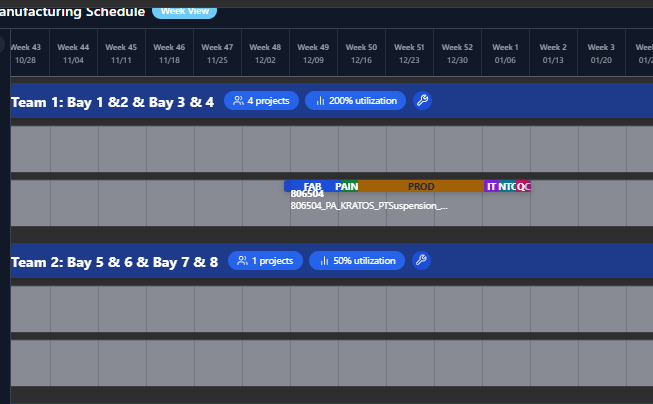 anufacturing Schedule Week View
Week 43 Week 44 Week 45 Week 46 Week 47 Week 48 Week 49 Week 50 Week 51 Week 52 Week 1 Week 2 Week 3
10/28 11/04 11/11 11/18 11/25 12/02 12/09 12/16 12/23 12/30 01/06 01/13 01/20
Team 1: Bay 1 &2 & Bay 3 & 4 4 projects 200% utilization
FAB PAIN PROD IT NTC QC
806504
806504_PA_KRATOS_PTSuspension_...
Team 2: Bay 5 & 6 & Bay 7 & 8 1 projects 50% utilization